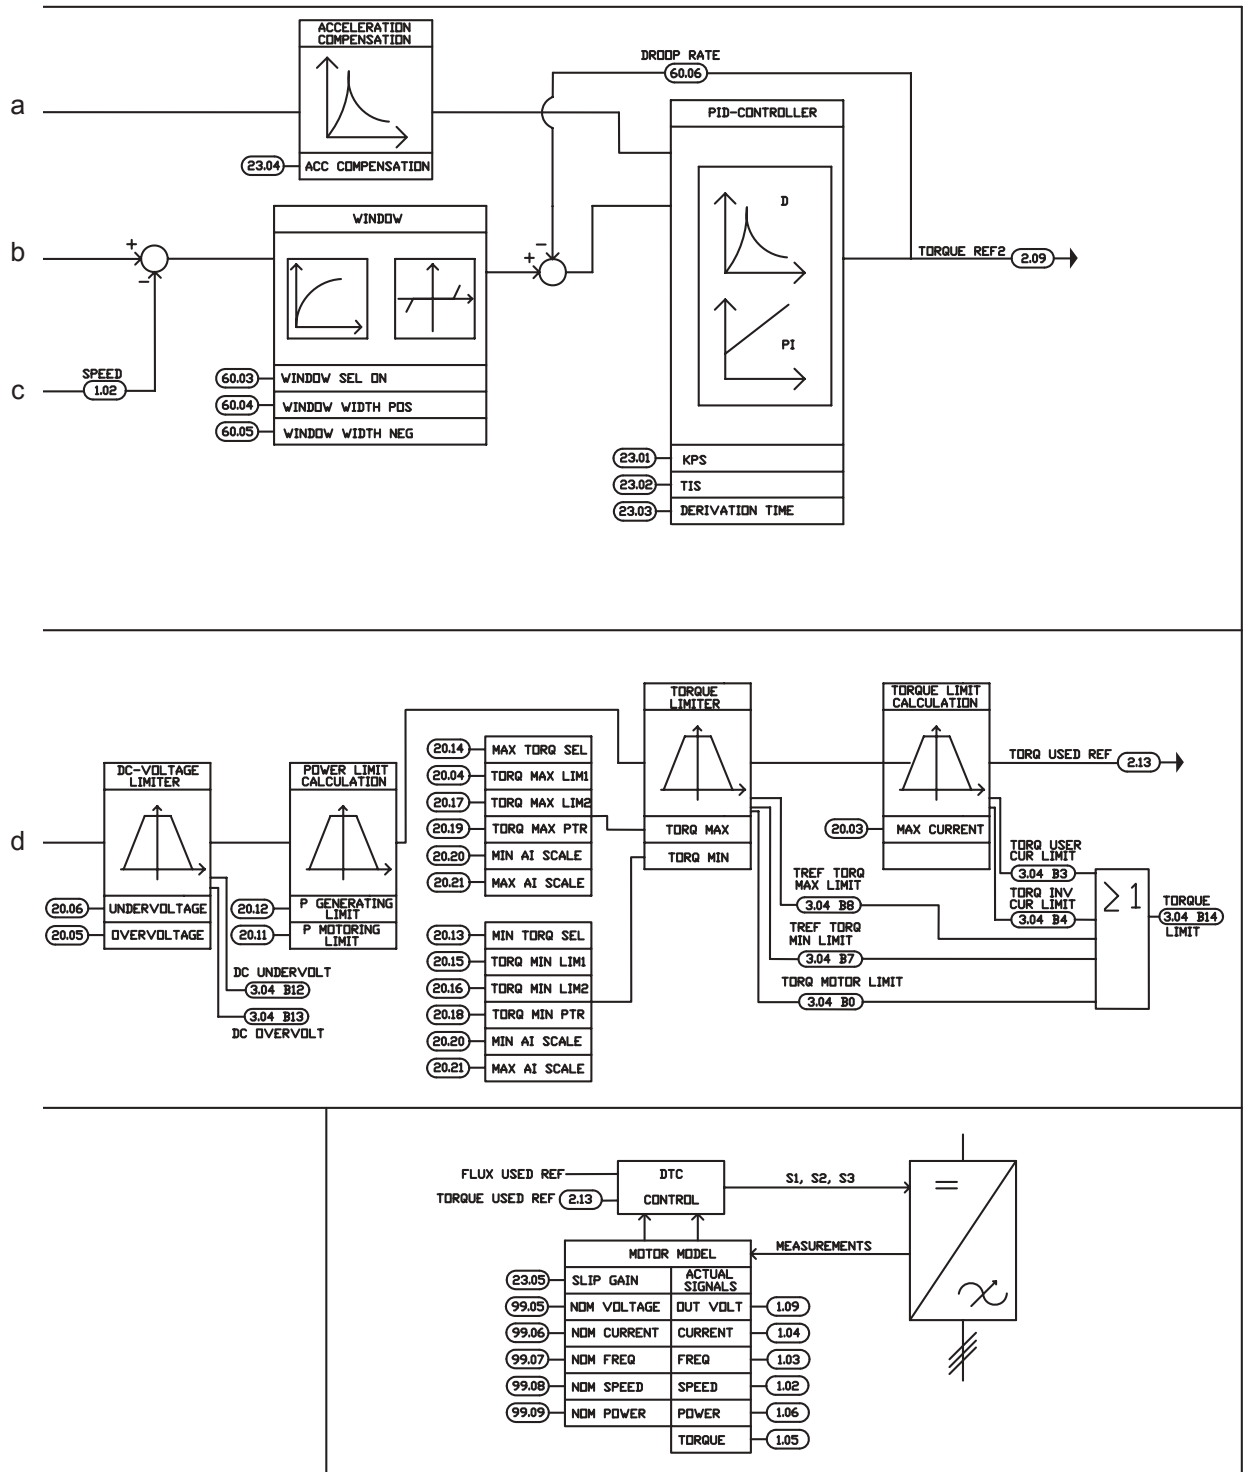 ACCELERATION
COMPENSATION
DROOP RATE
60.06
a
PID-CONTROLLER
23.04
ACC COMPENSATION
D
WINDOW
b
+
−
+
−
TORQUE REF2
2.09
PI
SPEED
c
1.02
60.03
WINDOW SEL ON
60.04
WINDOW WIDTH POS
60.05
WINDOW WIDTH NEG
23.01
KPS
23.02
TIS
23.03
DERIVATION TIME
TORQUE
LIMITER
TORQUE LIMIT
CALCULATION
DC-VOLTAGE
LIMITER
POWER LIMIT
CALCULATION
20.14
MAX TORQ SEL
20.04
TORQ MAX LIM1
20.17
TORQ MAX LIM2
20.19
TORQ MAX PTR
20.20
MIN AI SCALE
20.21
MAX AI SCALE
TORQ USED REF
2.13
d
TORQ MAX
TORQ MIN
20.03
MAX CURRENT
TORQ USER
CUR LIMIT
3.04 B3
TORQ INV
CUR LIMIT
3.04 B4
∑ 1
TORQUE
3.04 B14
LIMIT
TREF TORQ
MAX LIMIT
3.04 B8
TREF TORQ
MIN LIMIT
3.04 B7
TORQ MOTOR LIMIT
3.04 B0
20.06
UNDERVOLTAGE
20.05
OVERVOLTAGE
20.12
P GENERATING
LIMIT
20.11
P MOTORING
LIMIT
DC UNDERVOLT
3.04 B12
3.04 B13
DC OVERVOLT
20.13
MIN TORQ SEL
20.15
TORQ MIN LIM1
20.16
TORQ MIN LIM2
20.18
TORQ MIN PTR
20.20
MIN AI SCALE
20.21
MAX AI SCALE
FLUX USED REF
TORQUE USED REF
2.13
DTC
CONTROL
S1, S2, S3
MEASUREMENTS
MOTOR MODEL
23.05
SLIP GAIN
ACTUAL
SIGNALS
99.05
NOM VOLTAGE
OUT VOLT
1.09
99.06
NOM CURRENT
CURRENT
1.04
99.07
NOM FREQ
FREQ
1.03
99.08
NOM SPEED
SPEED
1.02
99.09
NOM POWER
POWER
1.06
TORQUE
1.05